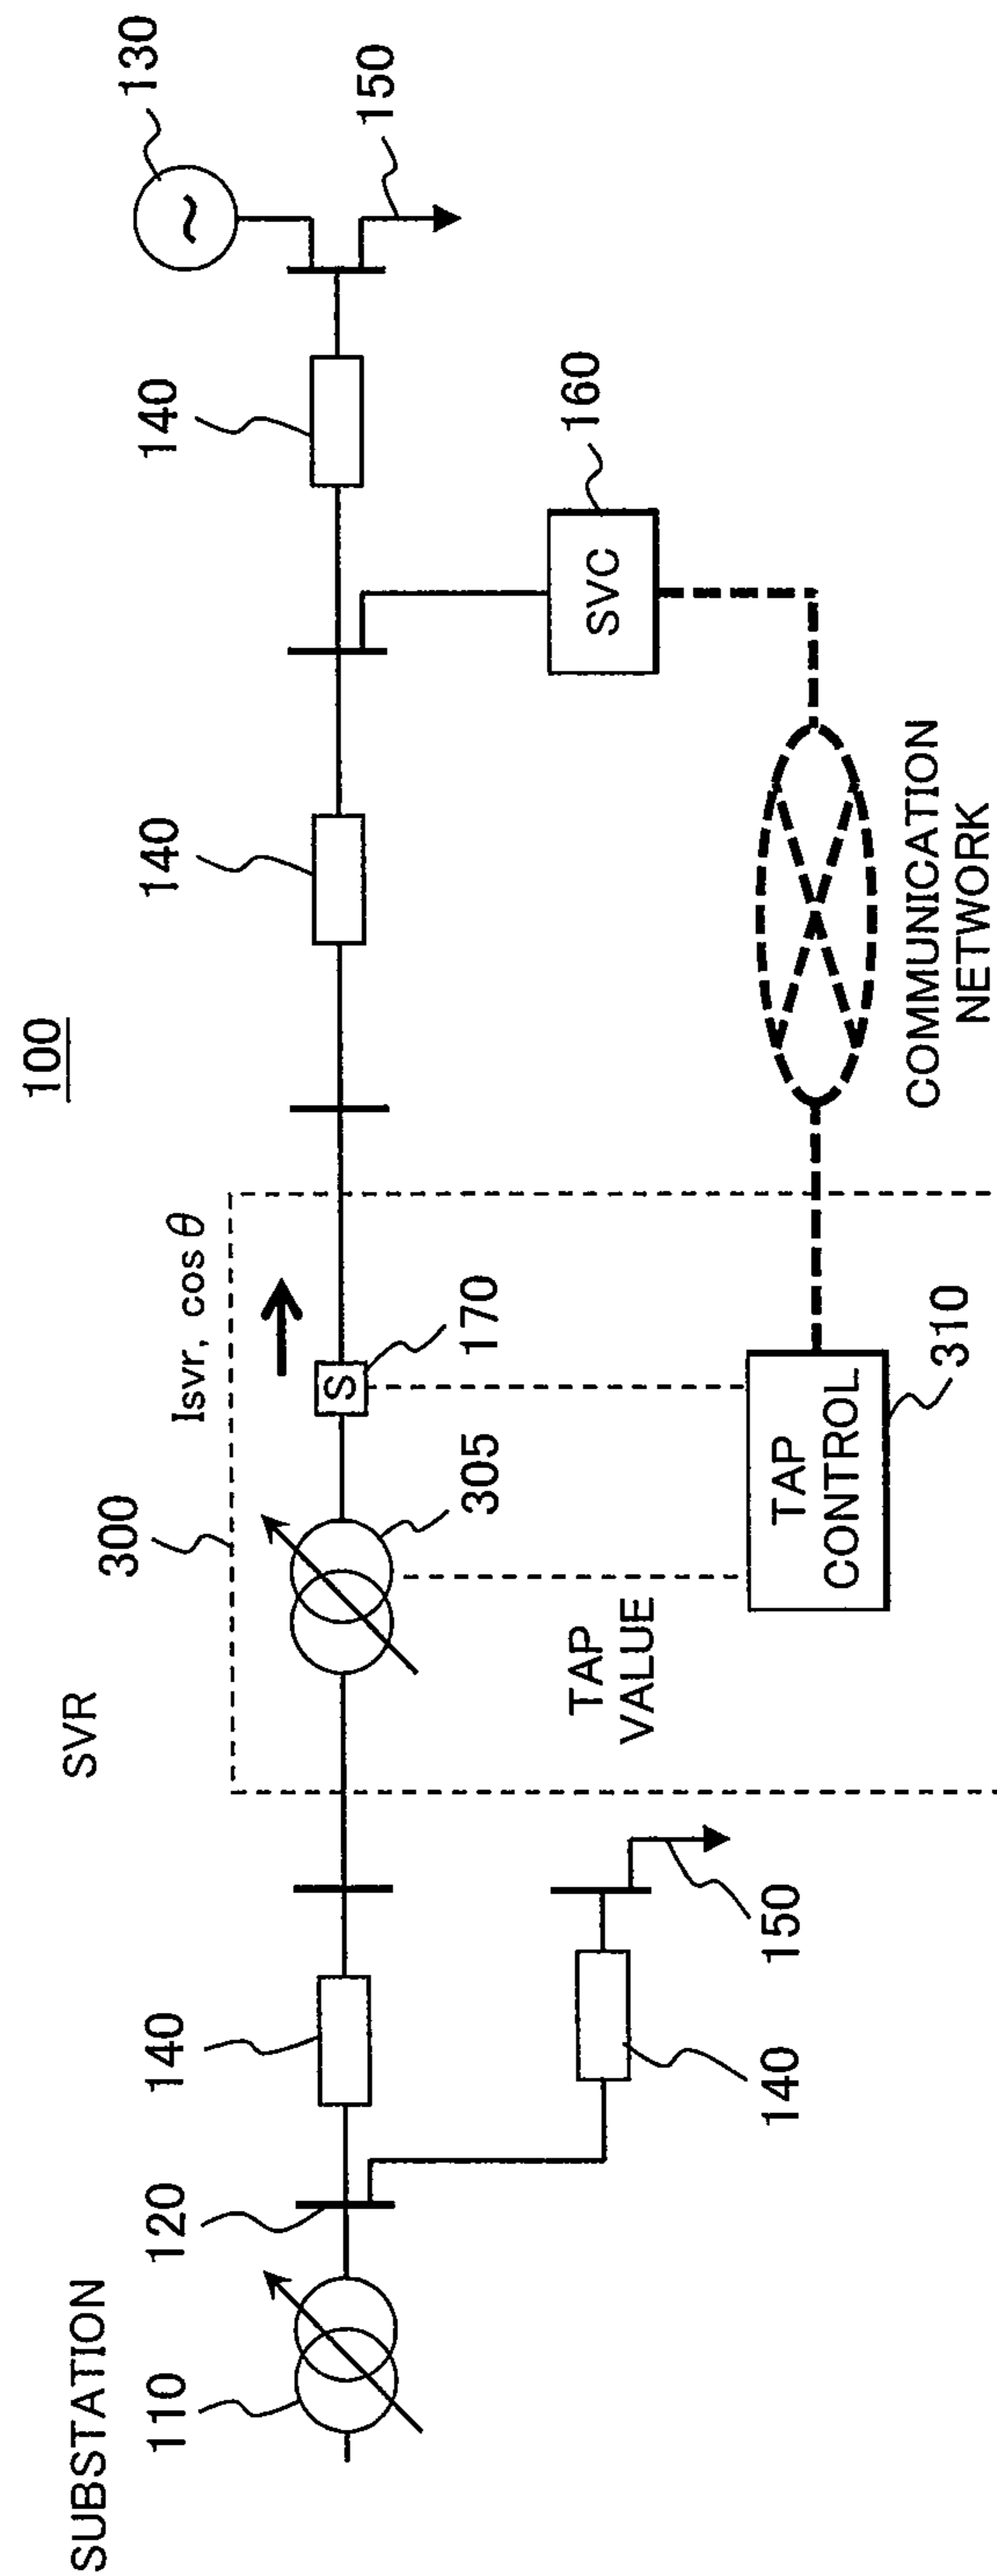 100
SUBSTATION
SVR
300
Isvr, cos θ
110
120
140
140
140
130
305
S
170
150
TAP
VALUE
SVC
160
140
150
TAP
CONTROL
310
COMMUNICATION
NETWORK